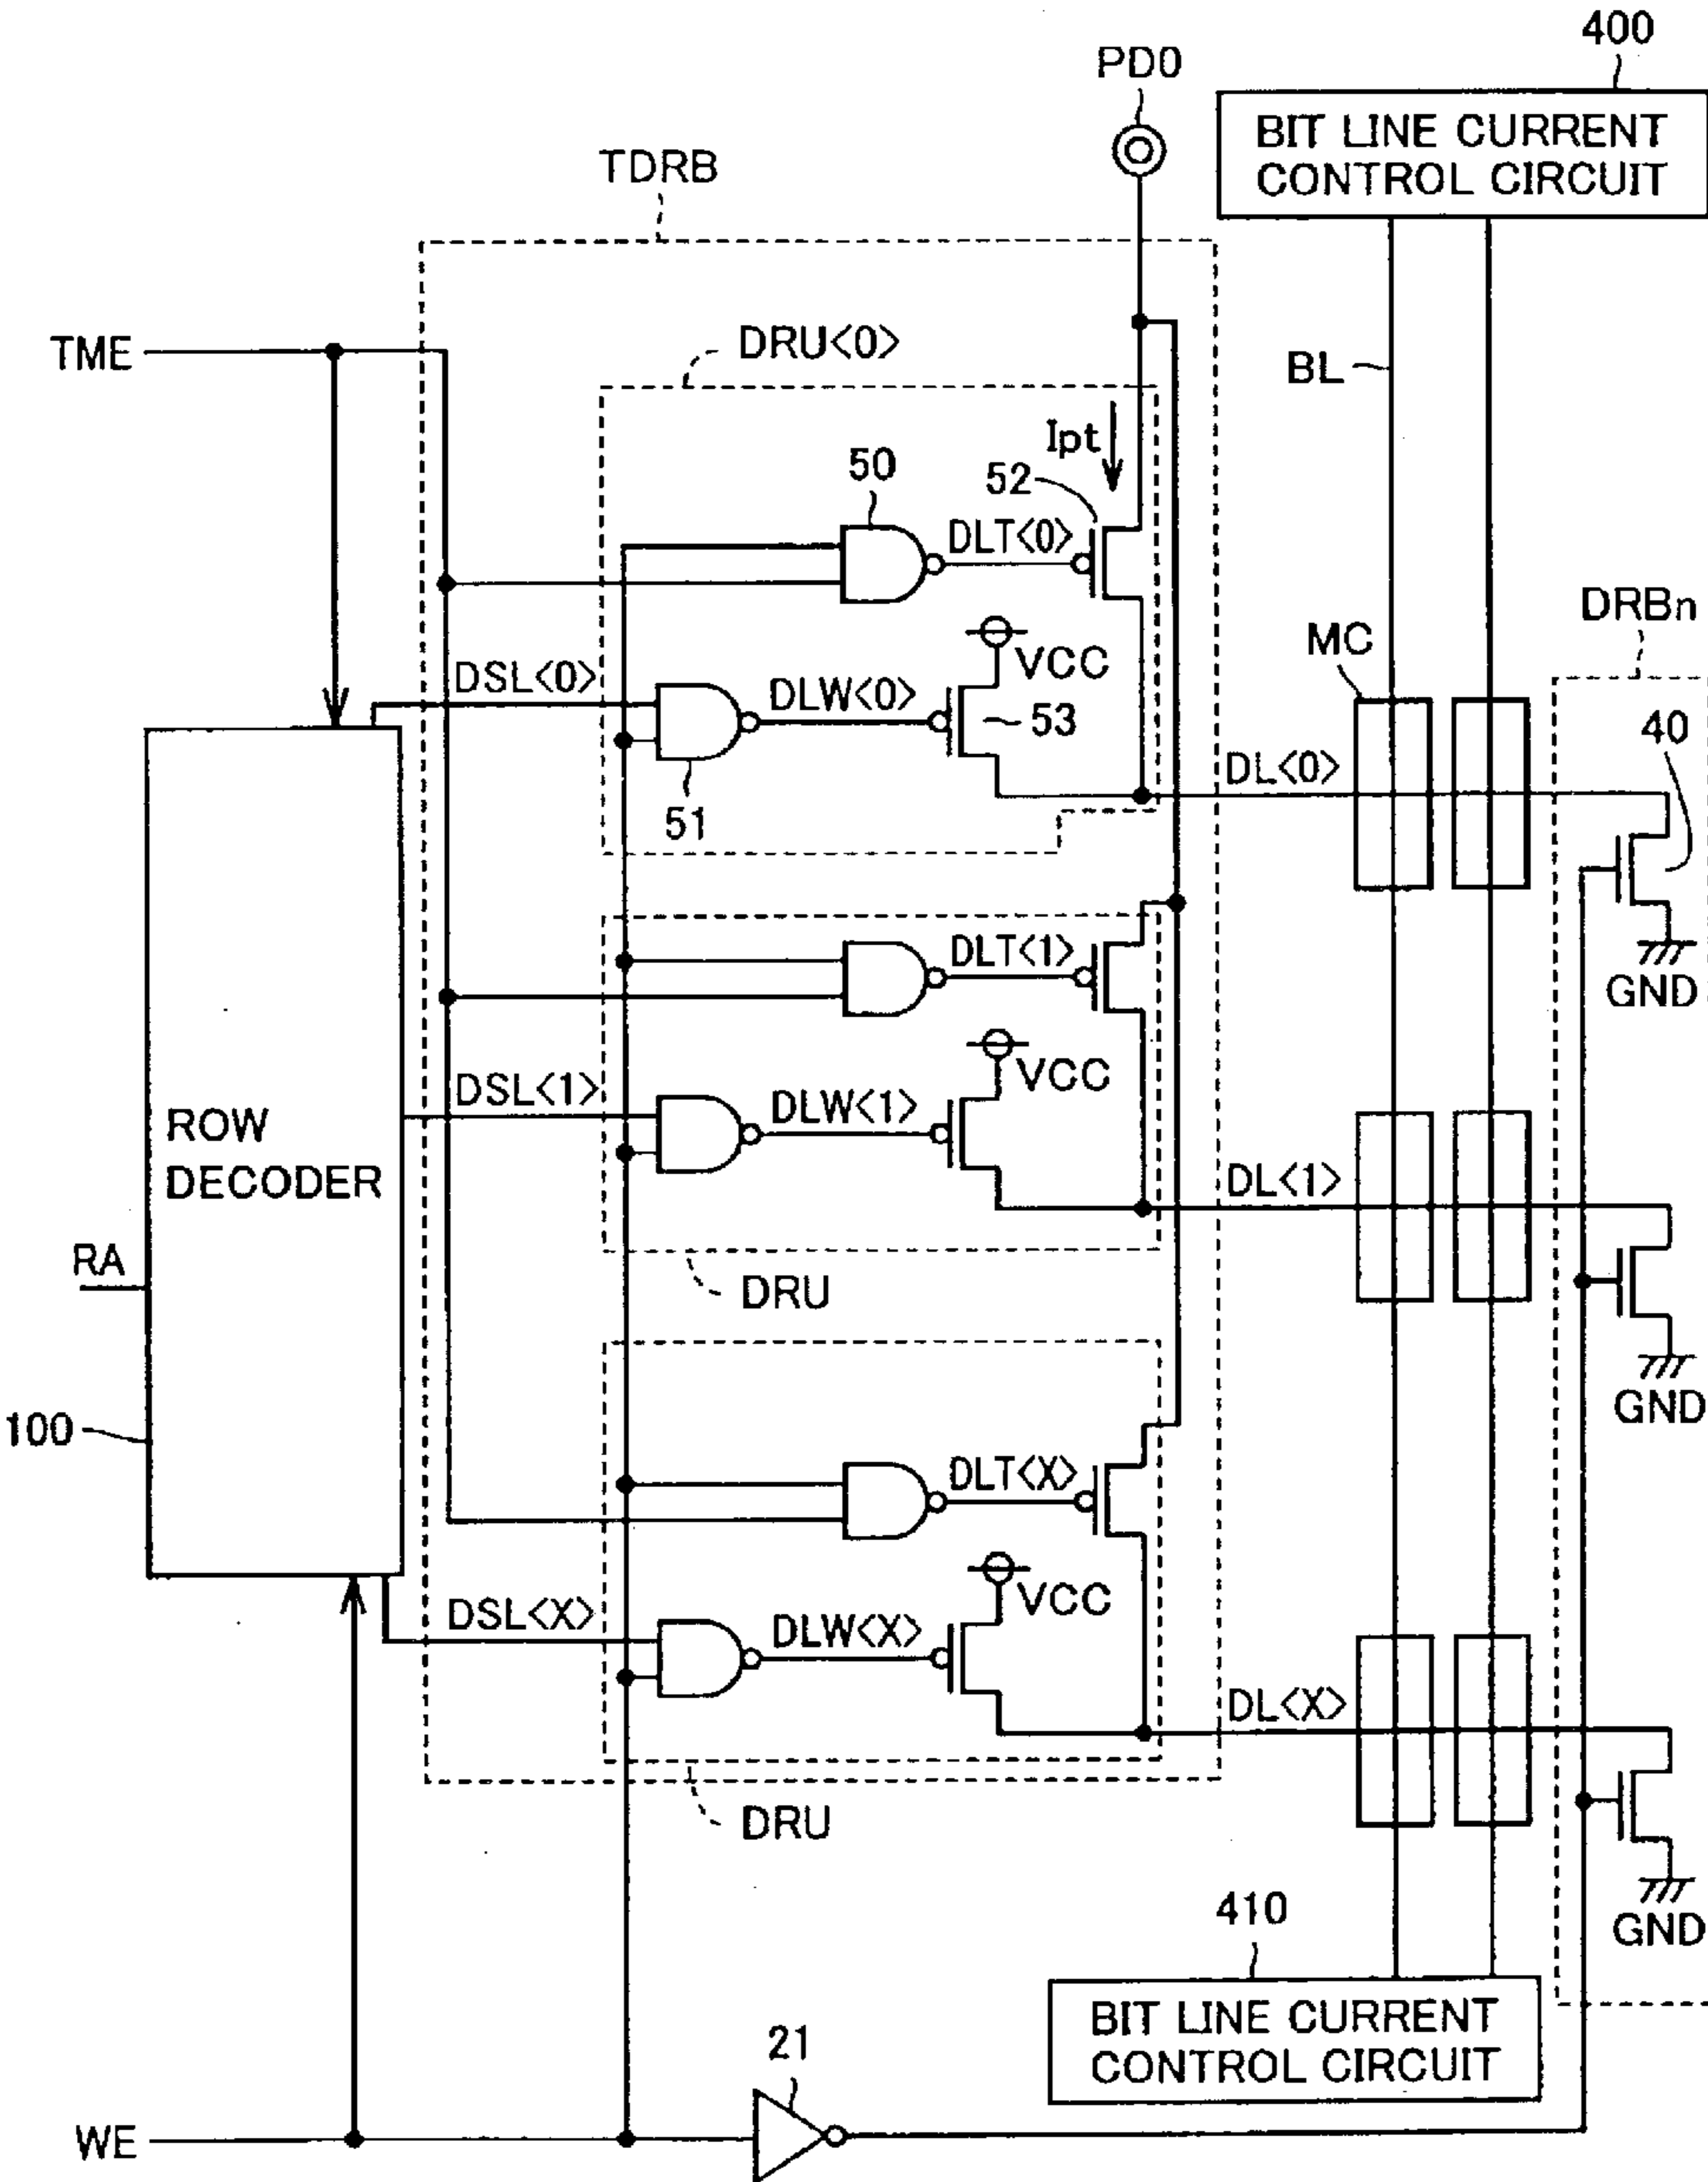 400
PD0
BIT LINE CURRENT
CONTROL CIRCUIT
TDRB
TME
DRU<0>
BL
Ipt
50
52
DLT<0>
DRBn
MC
VCC
DSL<0>
DLW<0>
53
40
DL<0>
51
GND
DLT<1>
VCC
DSL<1>
DLW<1>
ROW
DECODER
DL<1>
RA
DRU
GND
100
DLT<X>
VCC
DSL<X>
DLW<X>
DL<X>
DRU
GND
410
BIT LINE CURRENT
CONTROL CIRCUIT
21
WE